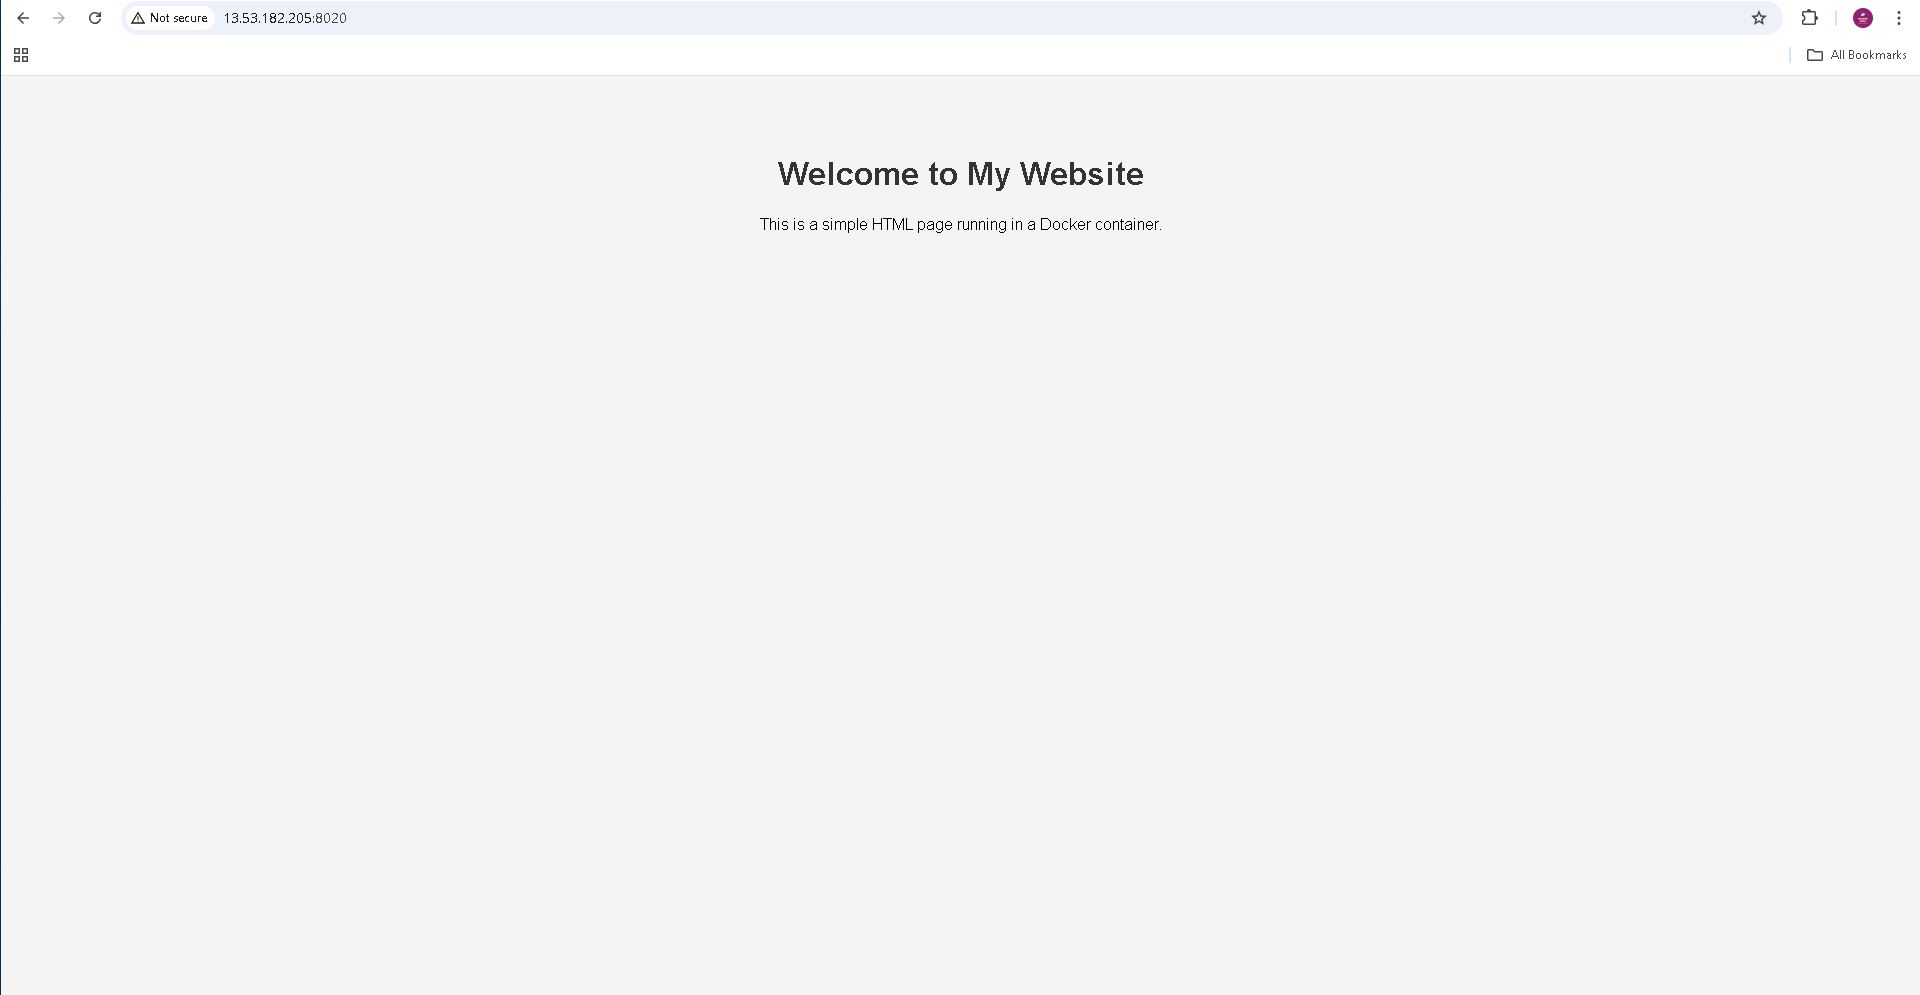 Not secure 13.53.182.205:8020
All Bookmarks
Welcome to My Website
This is a simple HTML page running in a Docker container.